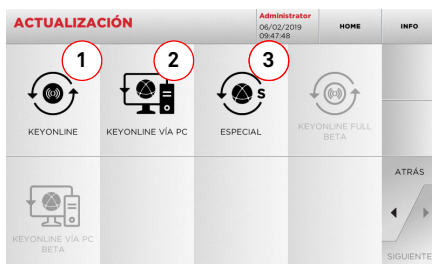 ACTUALIZACIÓN
Administrator
06/02/2019
09:47:48
HOME
INFO
1
2
3
S
KEYONLINE
KEYONLINE VÍA PC
ESPECIAL
KEYONLINE FULL
BETA
ATRÁS
KEYONLINE VÍA PC
BETA
SIGUIENTE